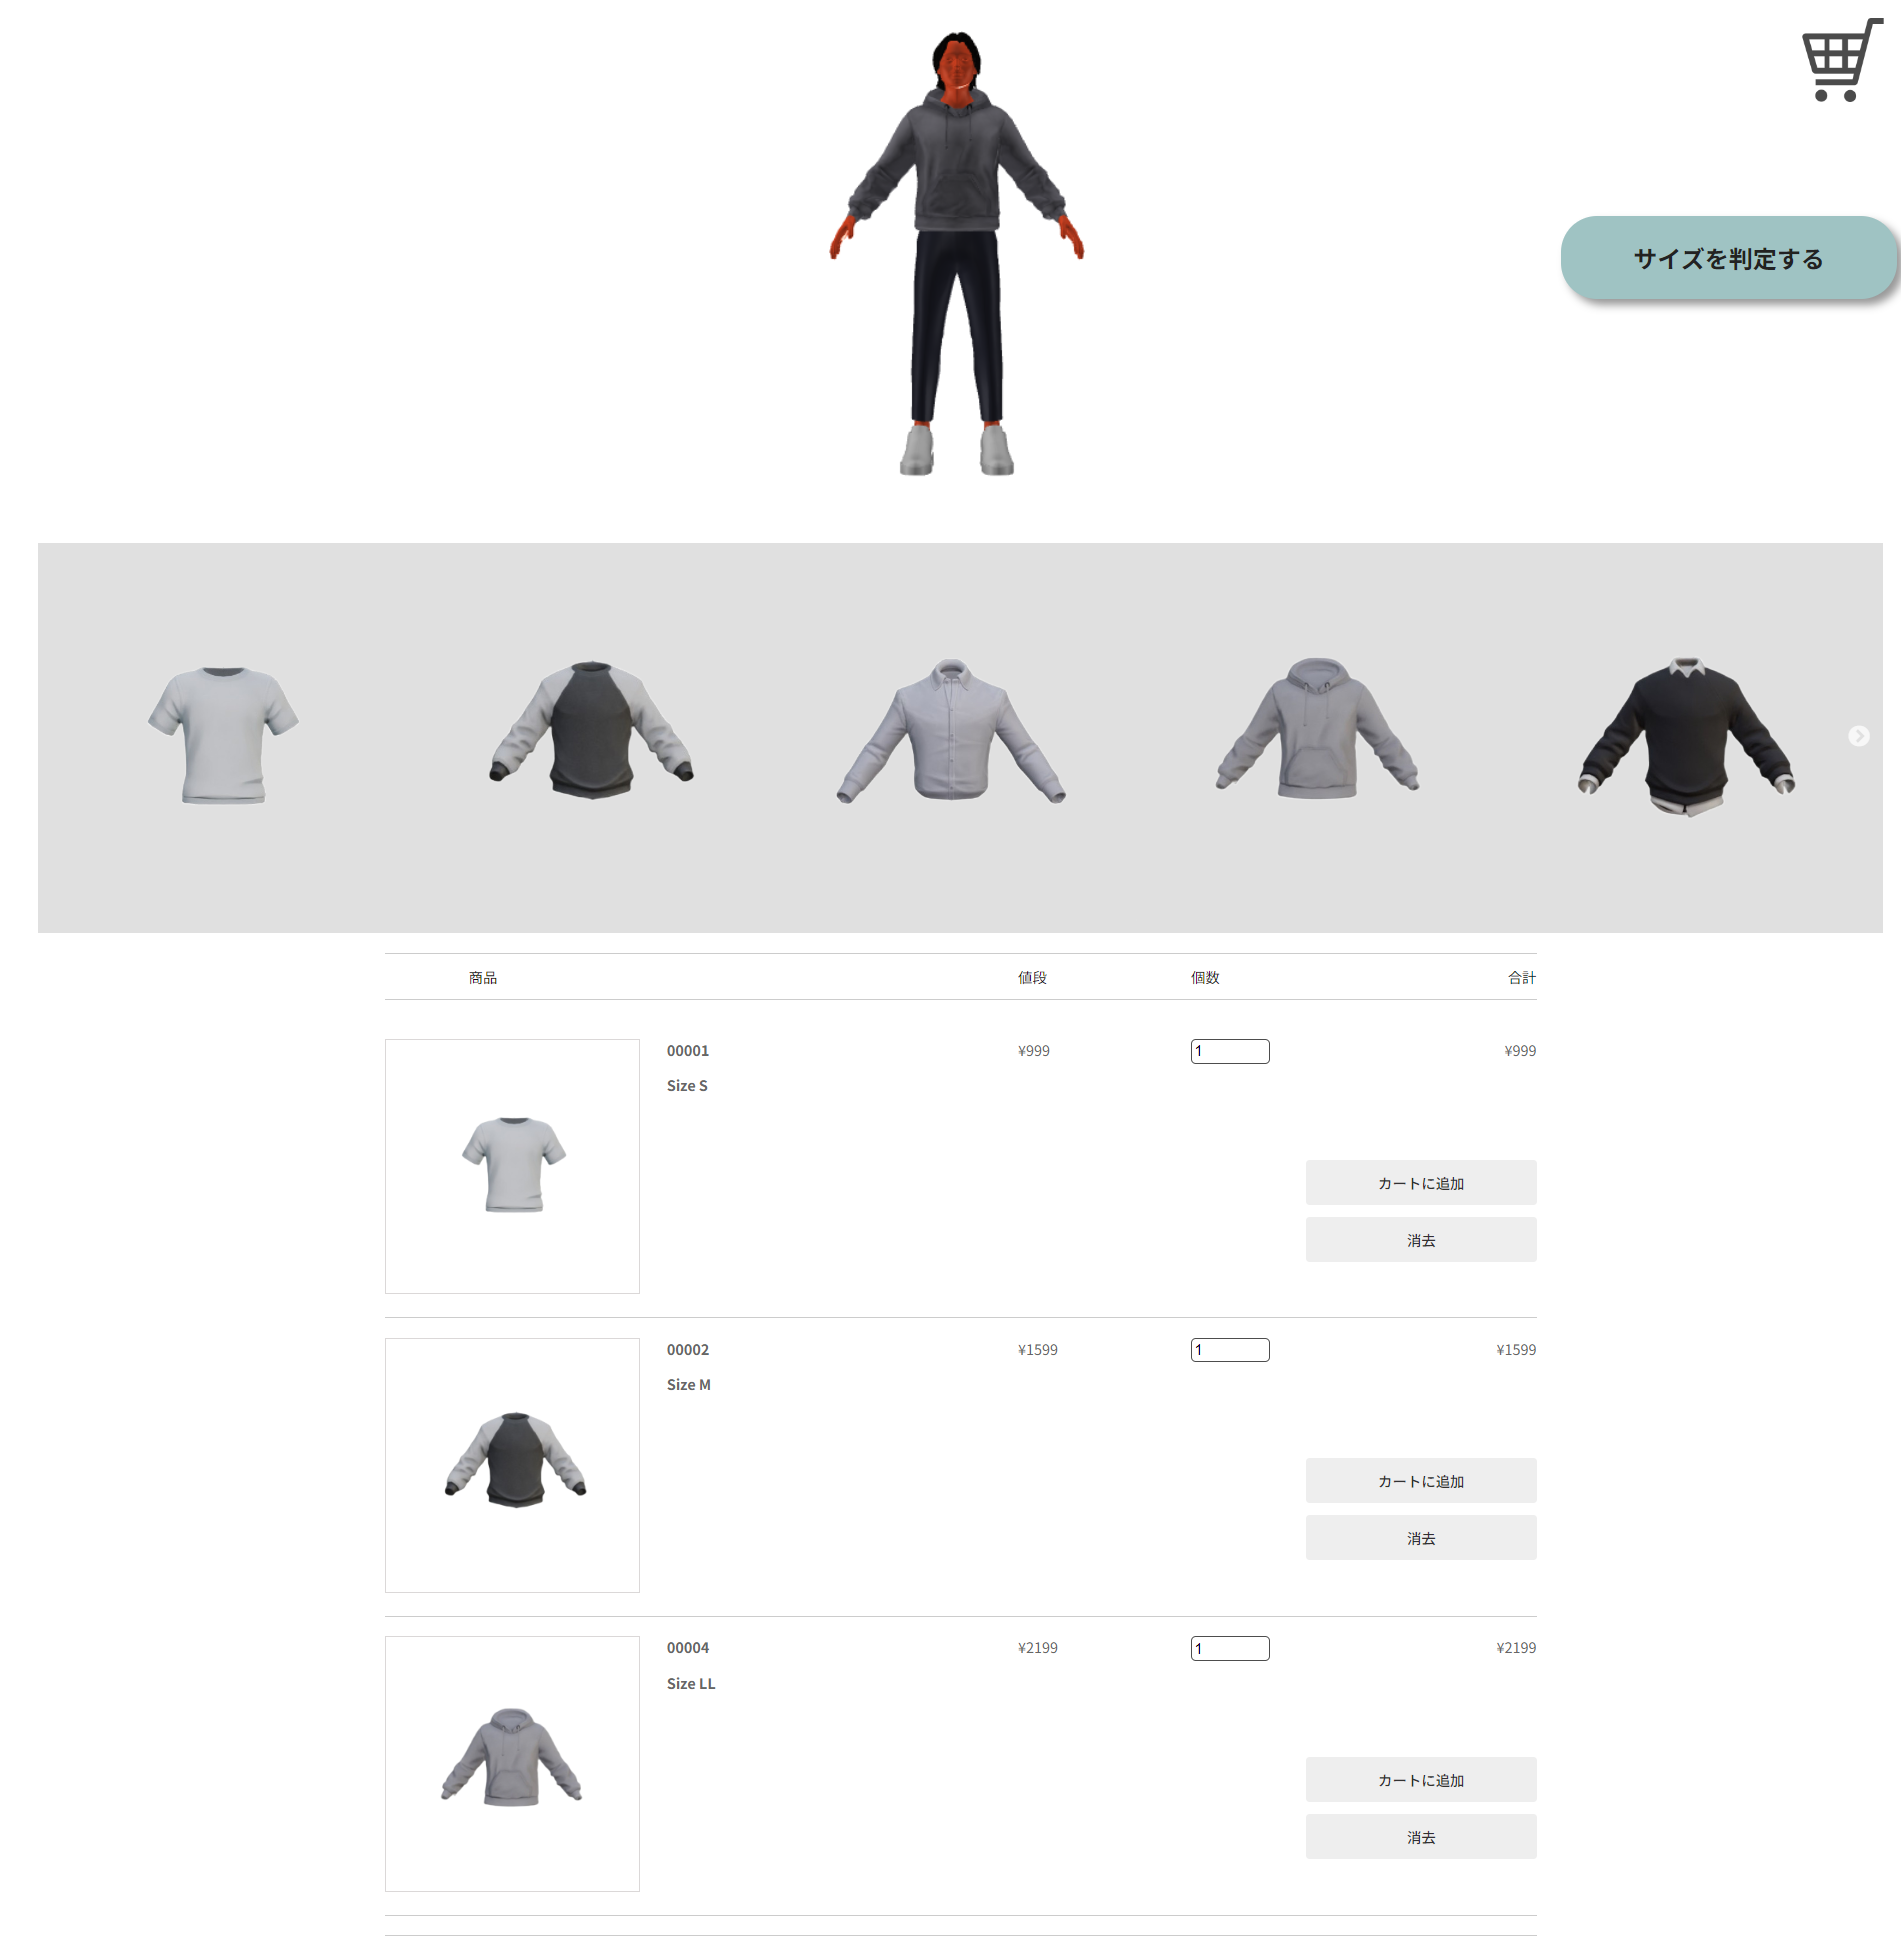 サイズを判定する
商品 値段 個数 合計
00001 ¥999 1 ¥999
Size S
カートに追加
消去
00002 ¥1599 1 ¥1599
Size M
カートに追加
消去
00004 ¥2199 1 ¥2199
Size LL
カートに追加
消去